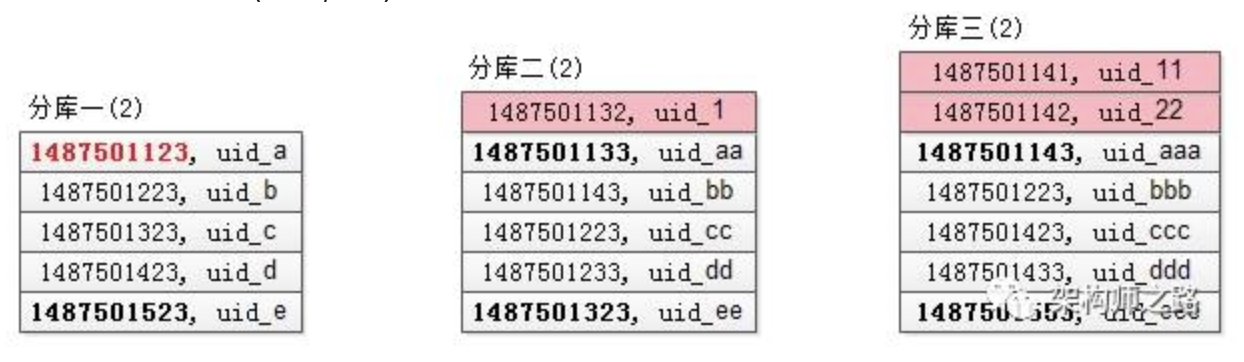 分库一(2)
1487501123, uid_a
1487501223, uid_b
1487501323, uid_c
1487501423, uid_d
1487501523, uid_e
分库二(2)
1487501132, uid_1
1487501133, uid_aa
1487501143, uid_bb
1487501223, uid_cc
1487501233, uid_dd
1487501323, uid_ee
分库三(2)
1487501141, uid_11
1487501142, uid_22
1487501143, uid_aaa
1487501223, uid_bbb
1487501423, uid_ccc
1487501433, uid_ddd
架构师之路